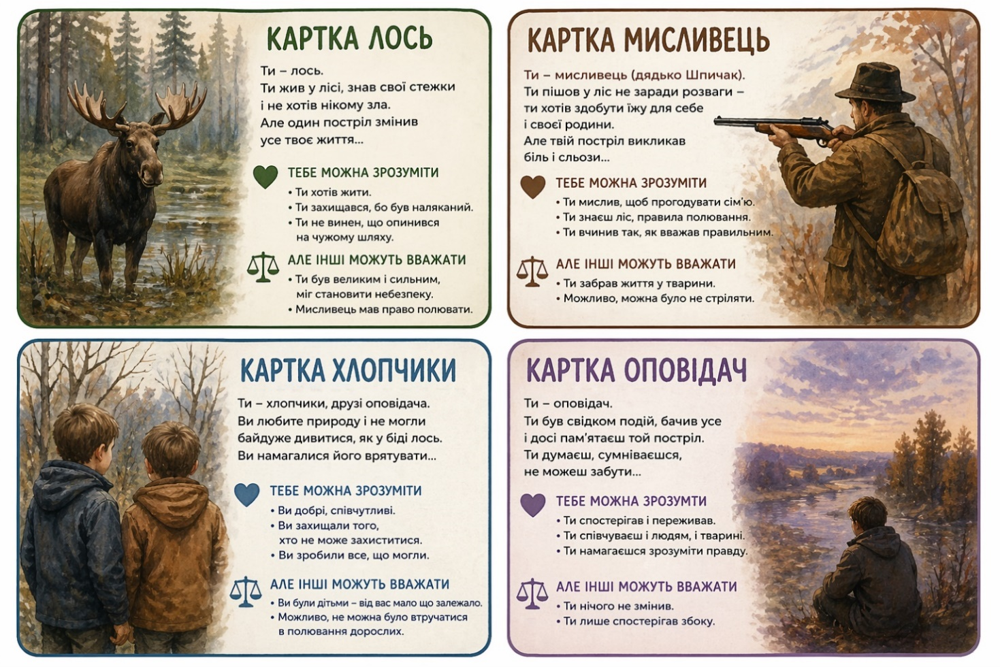 КАРТКА ЛОСЬ
Ти – лось.
Ти жив у лісі, знав свої стежки
і не хотів нікому зла.
Але один постріл змінив
усе твоє життя...
ТЕБЕ МОЖНА ЗРОЗУМІТИ
• Ти хотів жити.
• Ти захищався, бо був наляканий.
• Ти не винен, що опинився
на чужому шляху.
АЛЕ ІНШІ МОЖУТЬ ВВАЖАТИ
• Ти був великим і сильним,
міг становити небезпеку.
• Мисливець мав право полювати.
КАРТКА МИСЛИВЕЦЬ
Ти – мисливець (дядько Шпичак).
Ти пішов у ліс не заради розваги –
ти хотів здобути їжу для себе
і своєї родини.
Але твій постріл викликав
біль і сльози...
ТЕБЕ МОЖНА ЗРОЗУМІТИ
• Ти мислив, щоб прогодувати сім'ю.
• Ти знаєш ліс, правила полювання.
• Ти вчинив так, як вважав правильним.
АЛЕ ІНШІ МОЖУТЬ ВВАЖАТИ
• Ти забрав життя у тварини.
• Можливо, можна було не стріляти.
КАРТКА ХЛОПЧИКИ
Ти – хлопчики, друзі оповідача.
Ви любите природу і не могли
байдуже дивитися, як у біді лось.
Ви намагалися його врятувати...
ТЕБЕ МОЖНА ЗРОЗУМІТИ
• Ви добрі, співчутливі.
• Ви захищали того,
хто не може захиститися.
• Ви зробили все, що могли.
АЛЕ ІНШІ МОЖУТЬ ВВАЖАТИ
• Ви були дітьми – від вас мало що залежало.
• Можливо, не можна було втручатися
в полювання дорослих.
КАРТКА ОПОВІДАЧ
Ти – оповідач.
Ти був свідком подій, бачив усе
і досі пам'ятаєш той постріл.
Ти думаєш, сумніваєшся,
не можеш забути...
ТЕБЕ МОЖНА ЗРОЗУМТИ
• Ти спостерігав і переживав.
• Ти співчуваєш і людям, і тварині.
• Ти намагаєшся зрозуміти правду.
АЛЕ ІНШІ МОЖУТЬ ВВАЖАТИ
• Ти нічого не змінив.
• Ти лише спостерігав збоку.